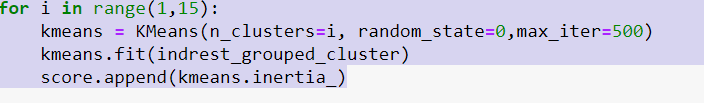 for i in range(1,15):
    kmeans = KMeans(n_clusters=i, random_state=0,max_iter=500)
    kmeans.fit(indrest_grouped_cluster)
    score.append(kmeans.inertia_)